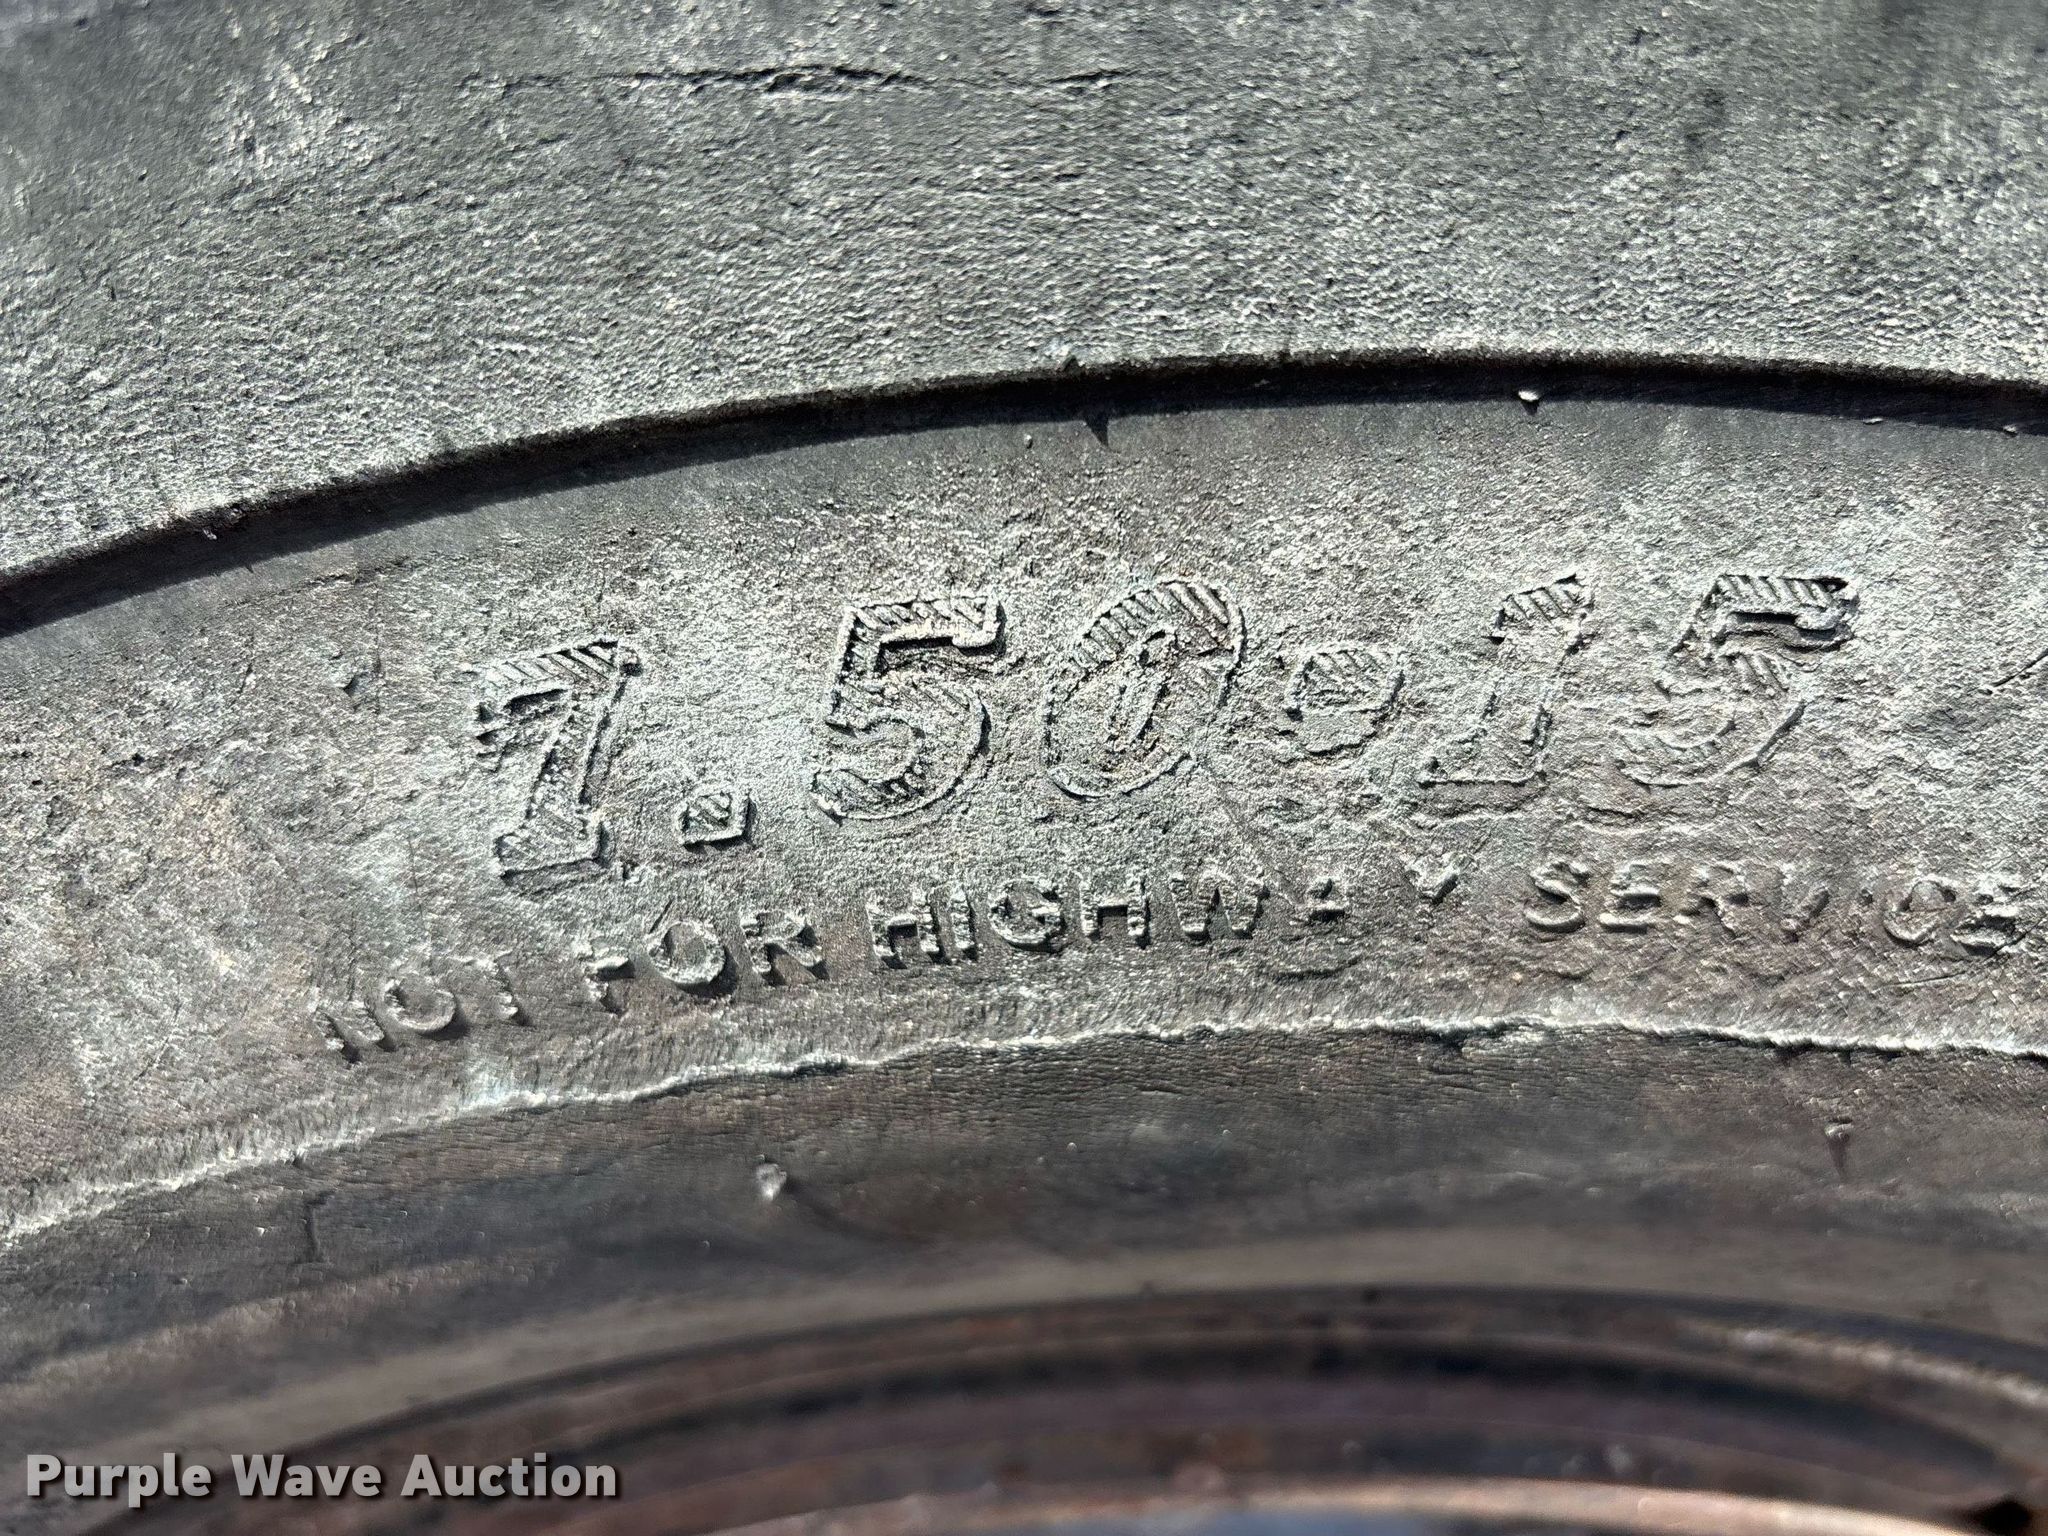 7.50-15
NOT FOR HIGHWAY SERVICE
Purple Wave Auction